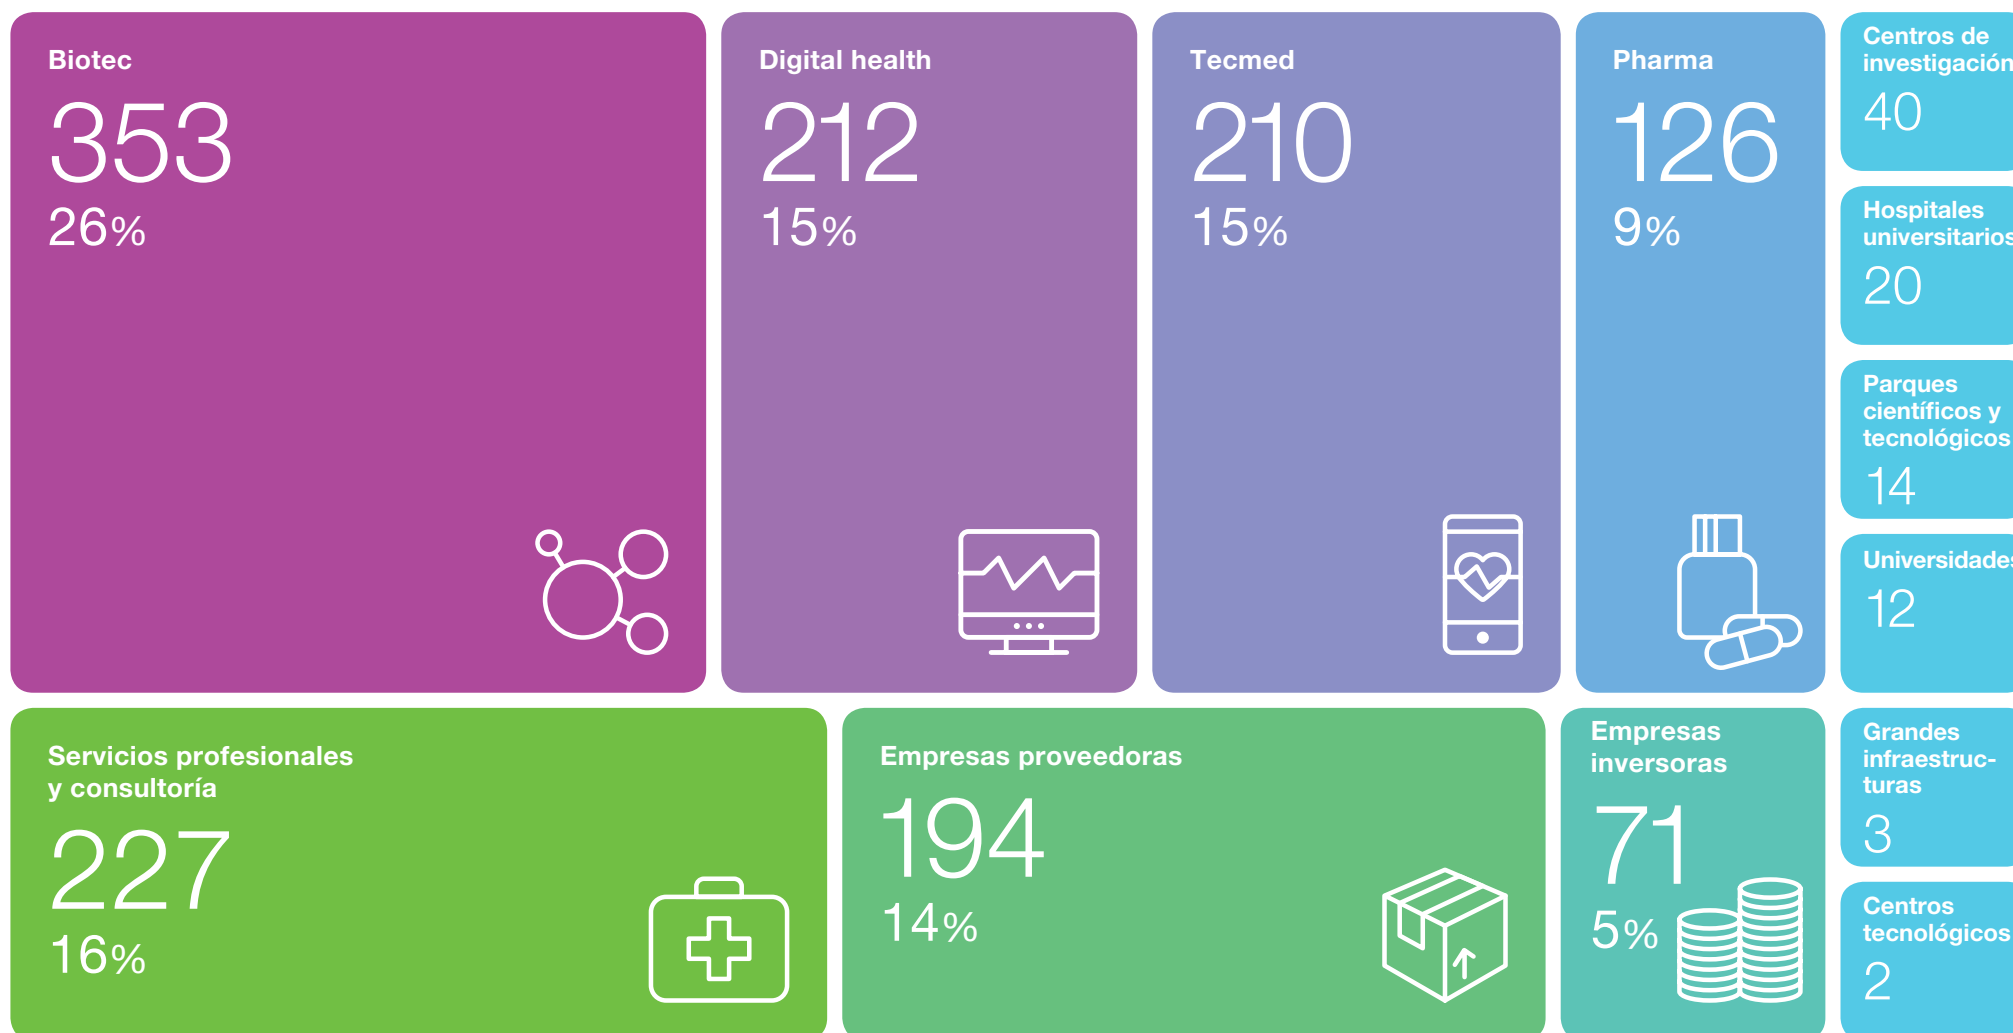 Biotec
353
26%
Digital health
212
15%
Tecmed
210
15%
Pharma
126
9%
Centros de
investigación
40
Hospitales
universitarios
20
Parques
científicos y
tecnológicos
14
Universidades
12
Servicios profesionales
y consultoría
227
16%
Empresas proveedoras
194
14%
Empresas
inversoras
71
5%
Grandes
infraestruc-
turas
3
Centros
tecnológicos
2